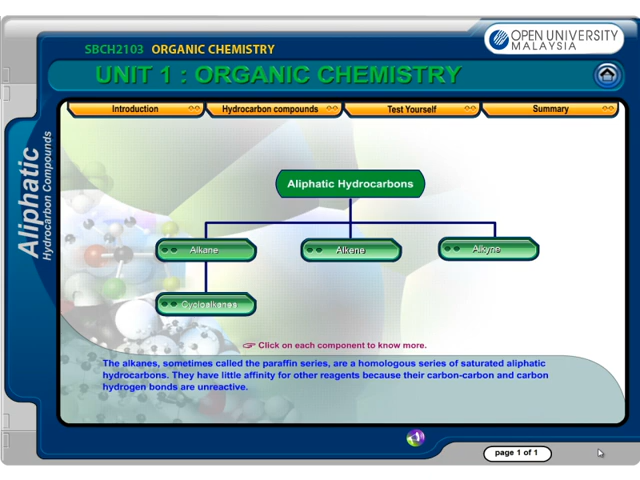 OPEN UNIVERSITY
MALAYSIA
SBCH2103 ORGANIC CHEMISTRY
UNIT 1 : ORGANIC CHEMISTRY
Introduction
Hydrocarbon compounds
Test Yourself
Summary
Aliphatic
Hydrocarbon Compounds
Aliphatic Hydrocarbons
Alkane
Alkene
Alkyne
Cycloalkanes
Click on each component to know more.
The alkanes, sometimes called the paraffin series, are a homologous series of saturated aliphatic
hydrocarbons. They have little affinity for other reagents because their carbon-carbon and carbon
hydrogen bonds are unreactive.
page 1 of 1